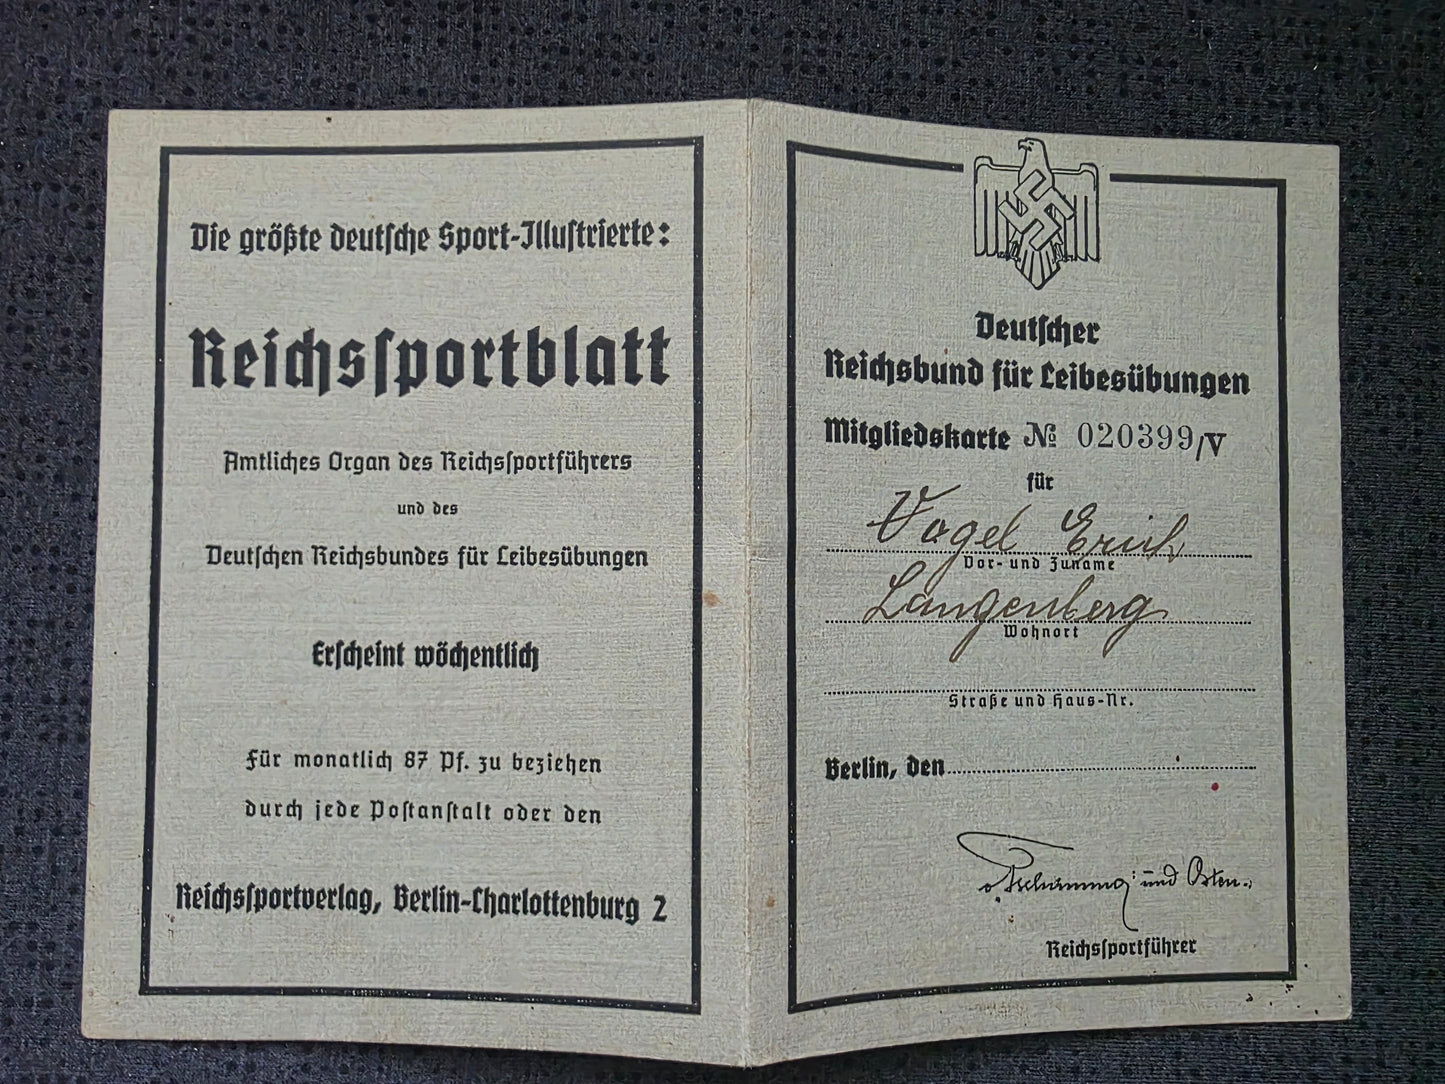 Die größte deutsche Sport-Illustrierte:
Reichssportblatt
Amtliches Organ des Reichssportführers
und des
Deutschen Reichsbundes für Leibesübungen
Erscheint wöchentlich
Für monatlich 87 Pf. zu beziehen
durch jede Postanstalt oder den
Reichssportverlag, Berlin-Charlottenburg 2
Deutscher
Reichsbund für Leibesübungen
Mitgliedskarte № 020399/V
für
Vogel Erich
Vor- und Zuname
Langenberg
Wohnort
Straße und Haus-Nr.
Berlin, den
v Tschammer und Osten.
Reichssportführer